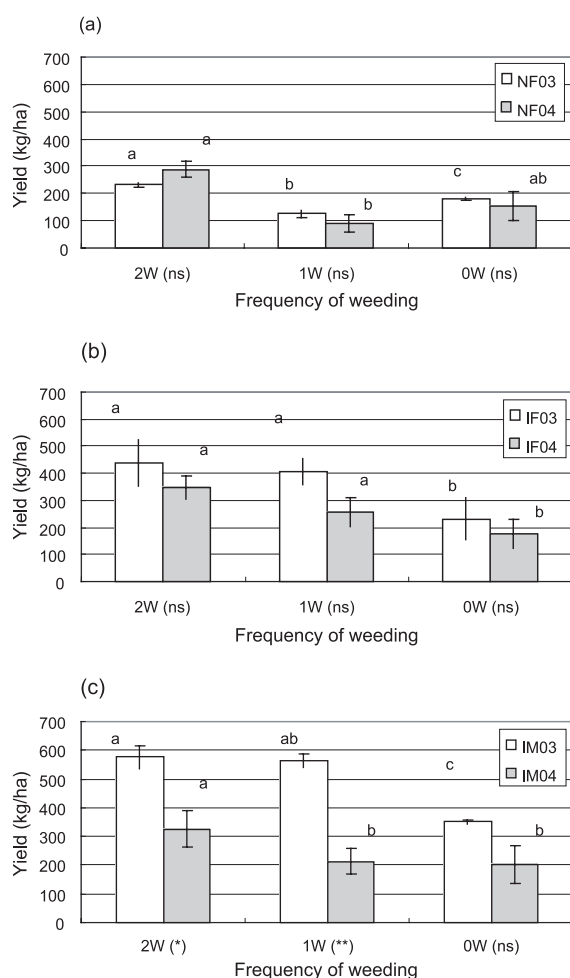 (a)
700
600
500
400
300
200
100
0
Yield (kg/ha)
NF03
NF04
a
a
b
b
c
ab
2W (ns)
1W (ns)
0W (ns)
Frequency of weeding
(b)
700
600
500
400
300
200
100
0
Yield (kg/ha)
IF03
IF04
a
a
a
a
b
b
2W (ns)
1W (ns)
0W (ns)
Frequency of weeding
(c)
700
600
500
400
300
200
100
0
Yield (kg/ha)
IM03
IM04
a
a
ab
b
c
b
2W (*)
1W (**)
0W (ns)
Frequency of weeding